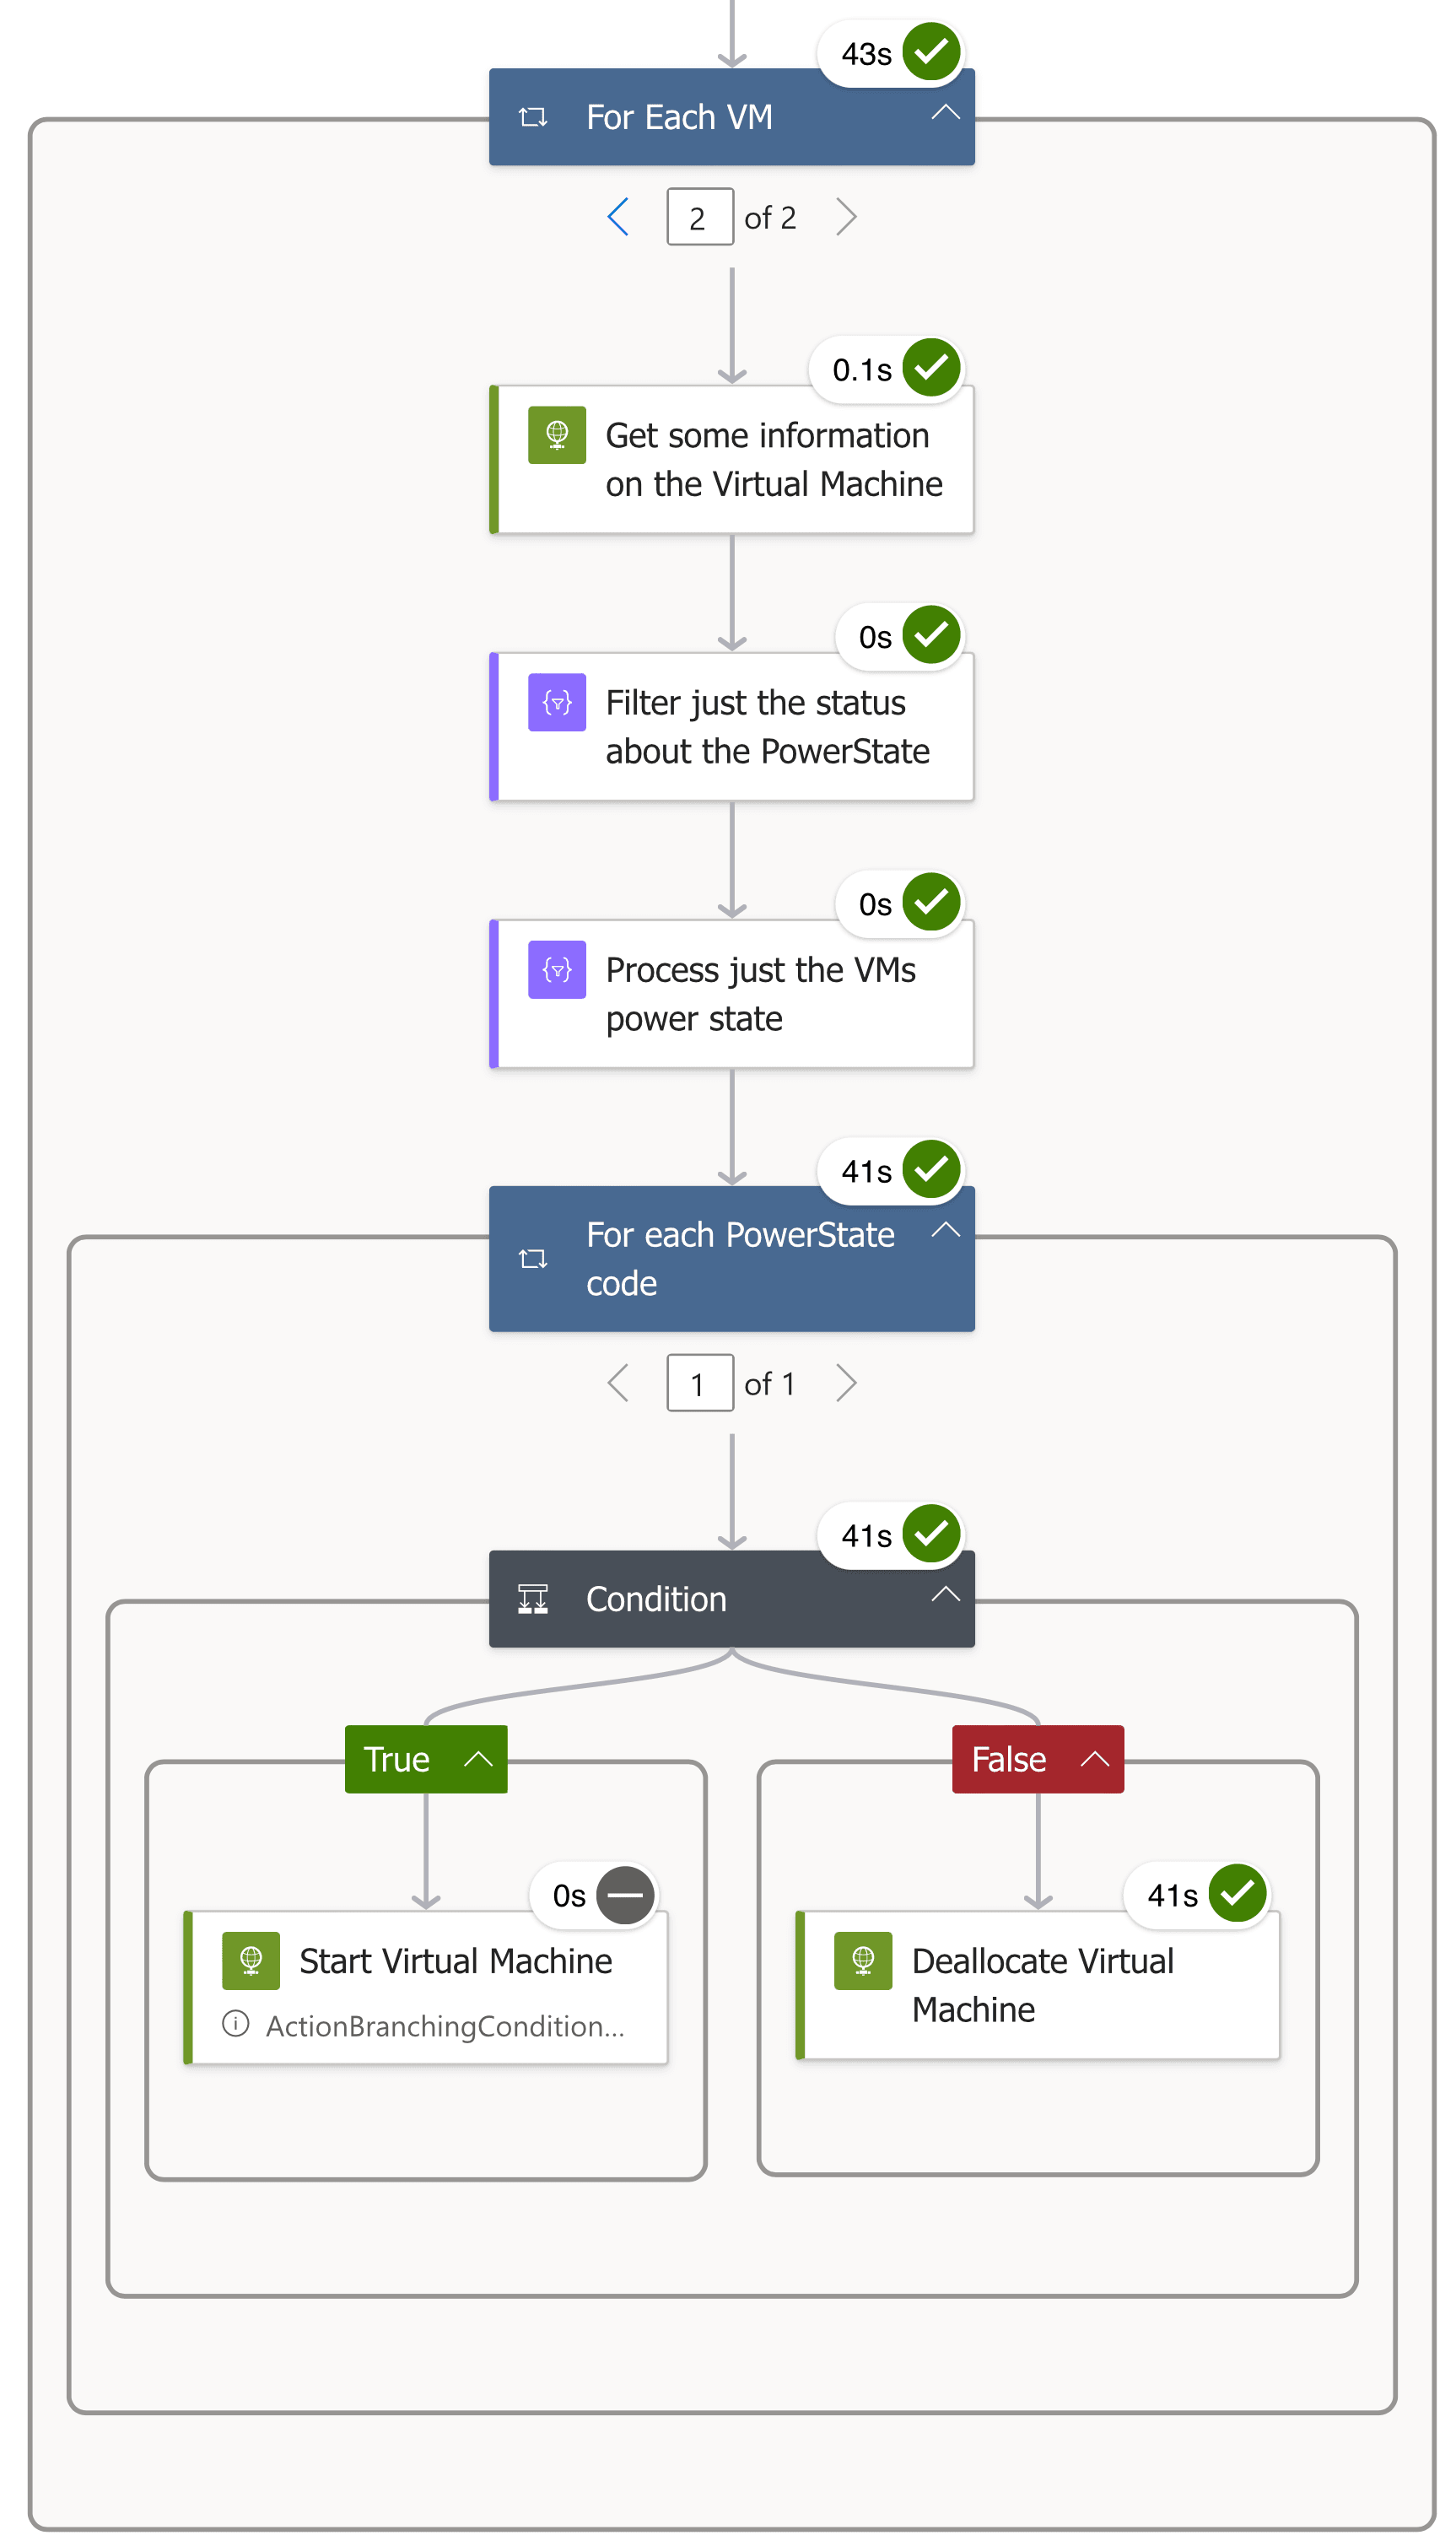 43s
For Each VM
2 of 2
0.1s
Get some information
on the Virtual Machine
0s
Filter just the status
about the PowerState
0s
Process just the VMs
power state
41s
For each PowerState
code
1 of 1
41s
Condition
True
False
0s
Start Virtual Machine
ActionBranchingCondition...
41s
Deallocate Virtual
Machine